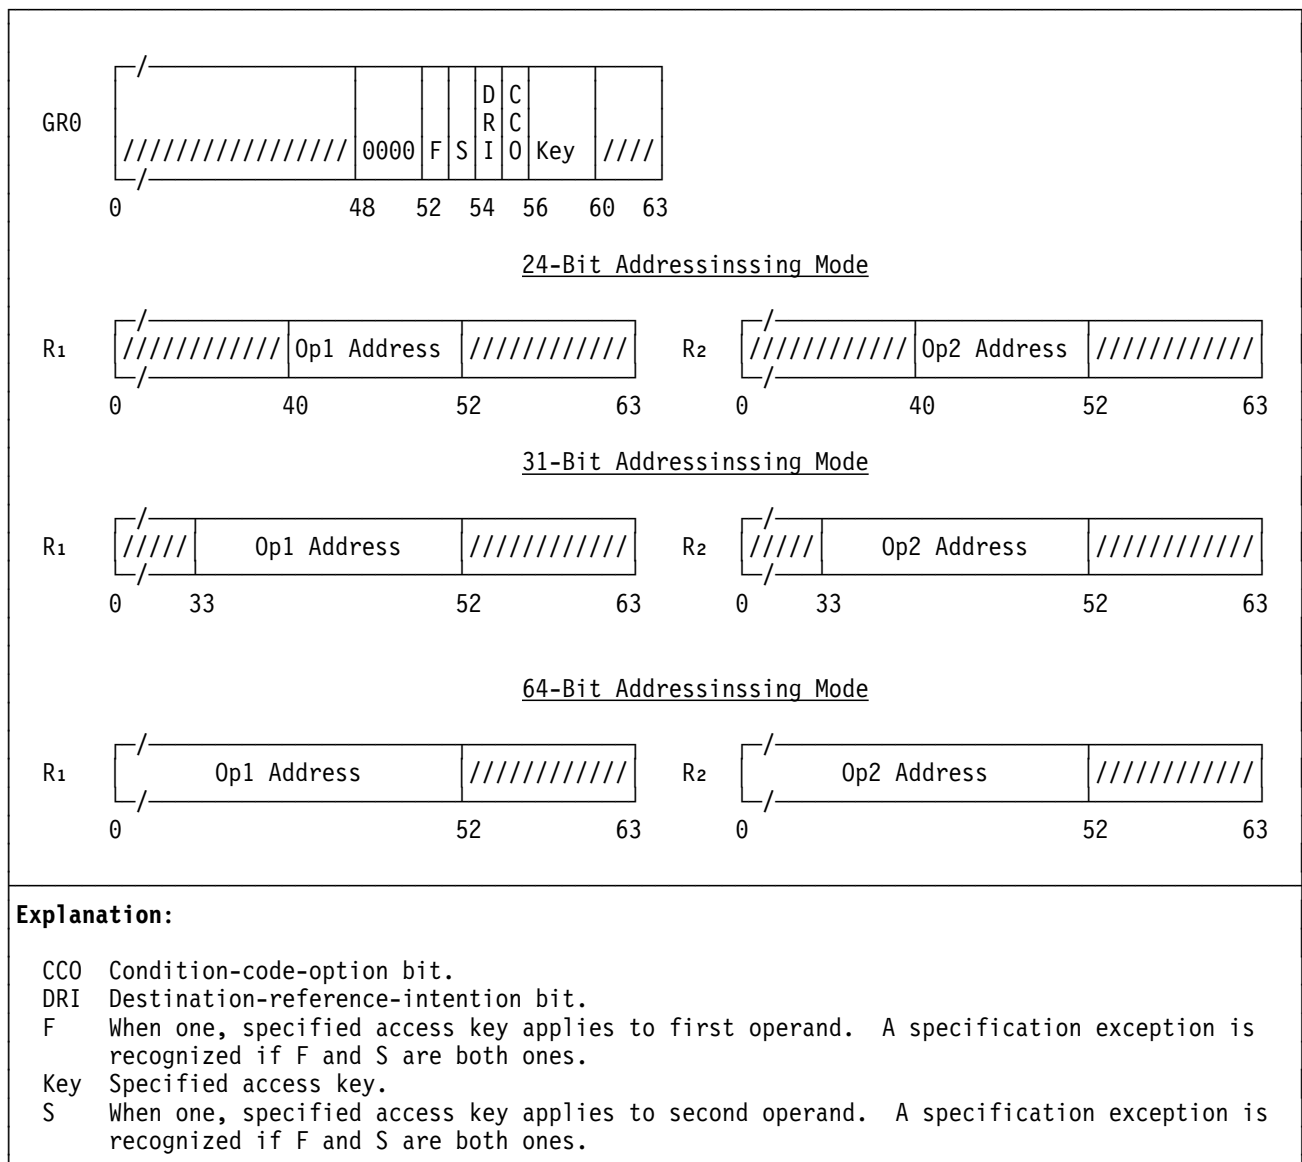 D C
GR0 R C
///////////////// 0000 F S I O Key ////
0 48 52 54 56 60 63
24-Bit Addressinssing Mode
R₁ //////////// Op1 Address //////////// R₂ //////////// Op2 Address ////////////
0 40 52 63 0 40 52 63
31-Bit Addressinssing Mode
R₁ ///// Op1 Address //////////// R₂ ///// Op2 Address ////////////
0 33 52 63 0 33 52 63
64-Bit Addressinssing Mode
R₁ Op1 Address //////////// R₂ Op2 Address ////////////
0 52 63 0 52 63
Explanation:
CCO Condition-code-option bit.
DRI Destination-reference-intention bit.
F When one, specified access key applies to first operand. A specification exception is
recognized if F and S are both ones.
Key Specified access key.
S When one, specified access key applies to second operand. A specification exception is
recognized if F and S are both ones.